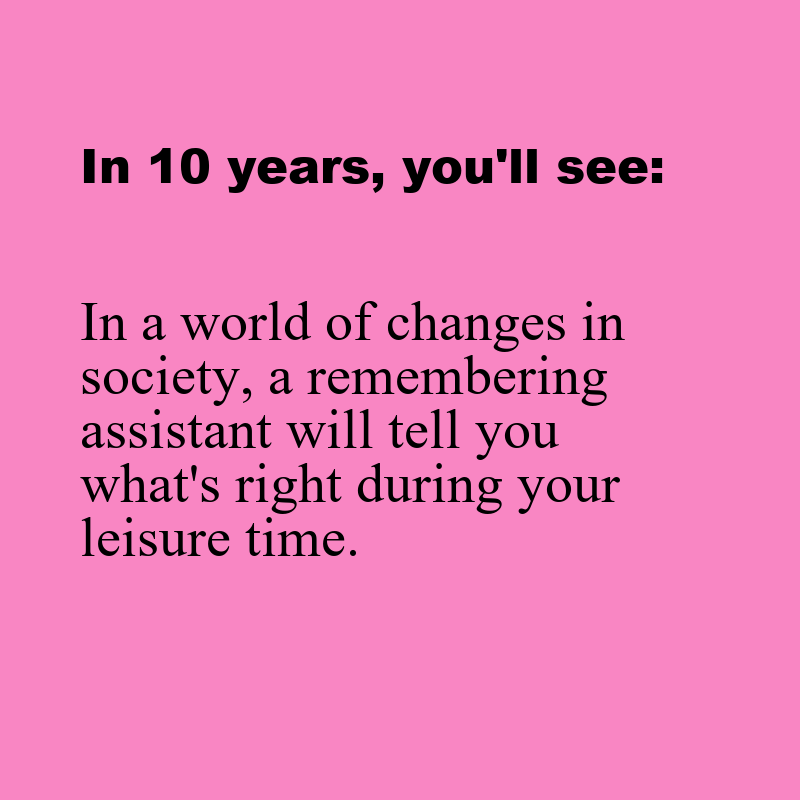 In 10 years, you'll see:
In a world of changes in
society, a remembering
assistant will tell you
what's right during your
leisure time.